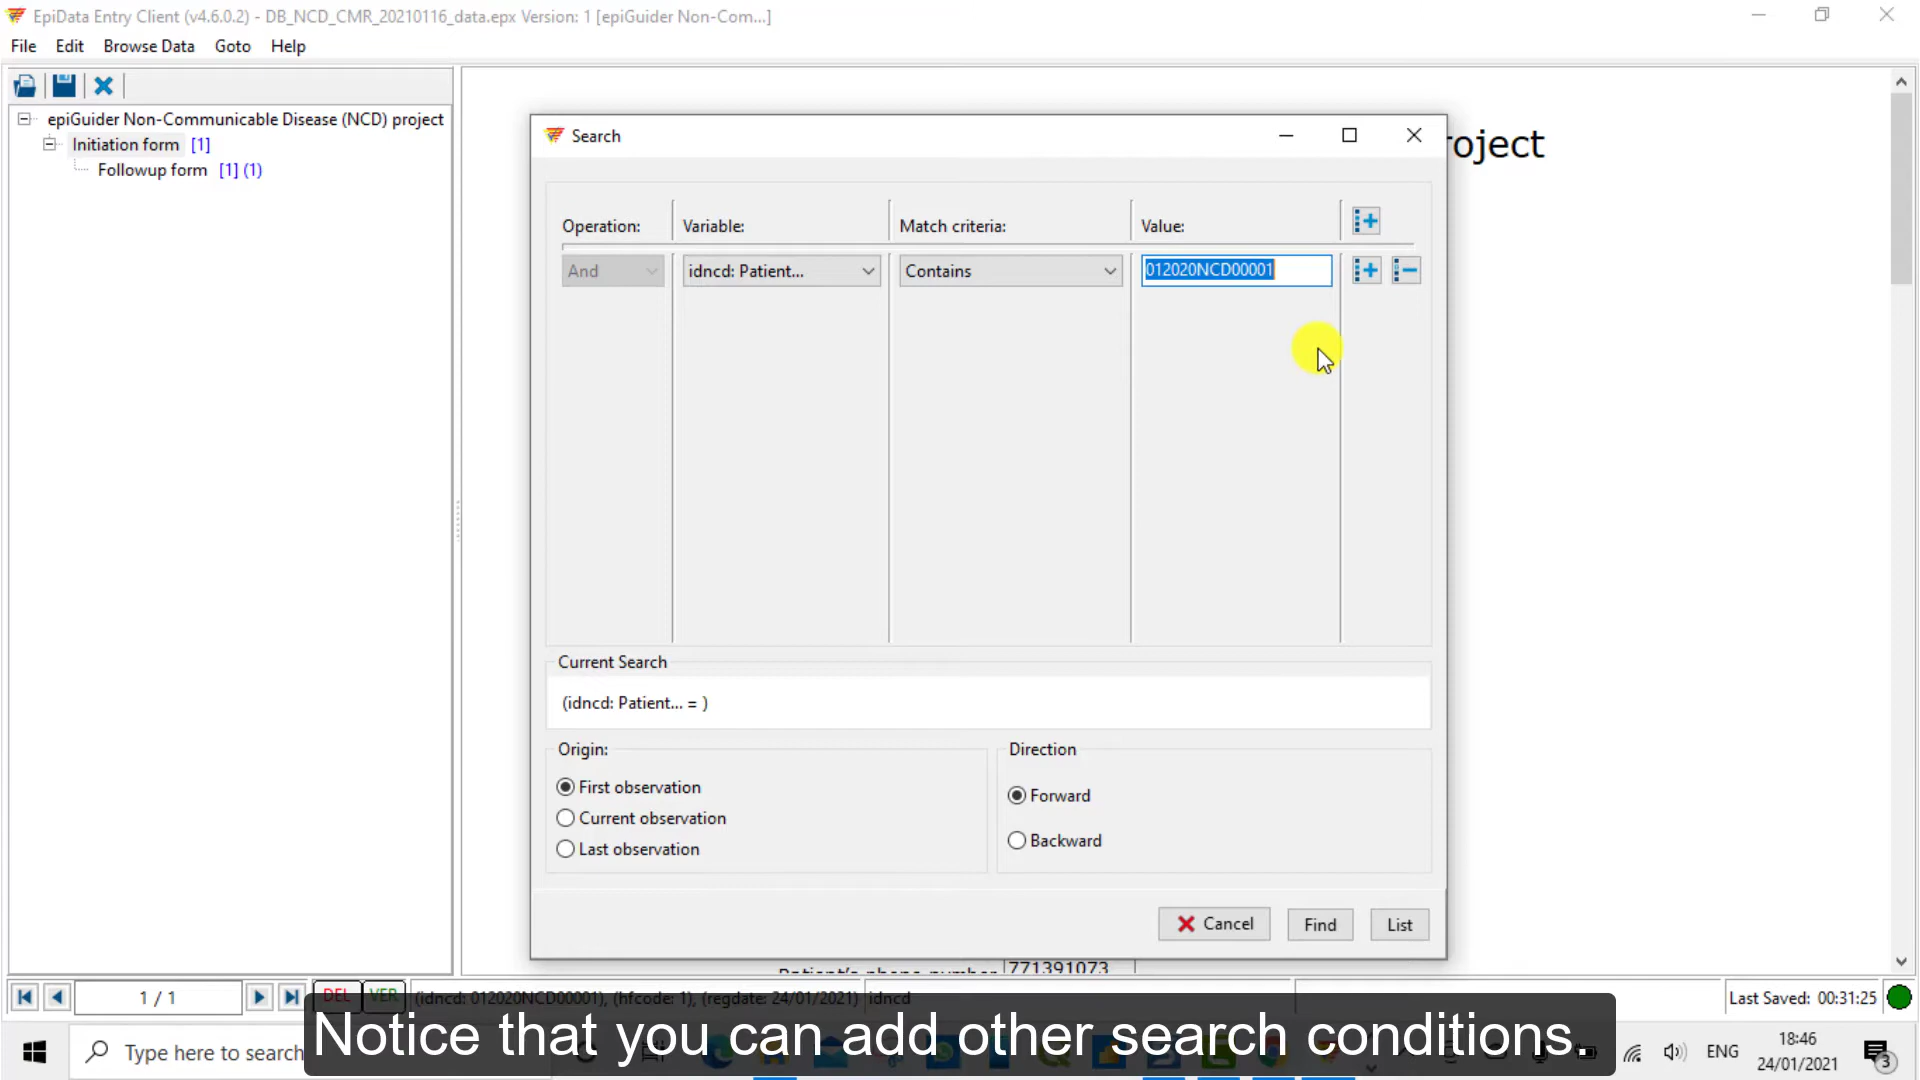 EpiData Entry Client (v4.6.0.2) - DB_NCD_CMR_20210116_data.epx Version: 1 [epiGuider Non-Com...]
File Edit Browse Data Goto Help
epiGuider Non-Communicable Disease (NCD) project
Initiation form [1]
Followup form [1] (1)
oject
Search
Operation: Variable: Match criteria: Value:
And idncd: Patient... Contains 012020NCD00001
Current Search
(idncd: Patient... = )
Origin:
First observation
Current observation
Last observation
Direction
Forward
Backward
Cancel Find List
Patient's phone number 771391073
1 / 1 DEL VER (idncd: 012020NCD00001), (hfcode: 1), (regdate: 24/01/2021) idncd Last Saved: 00:31:25
Notice that you can add other search conditions.
Type here to search
ENG
18:46
24/01/2021
3